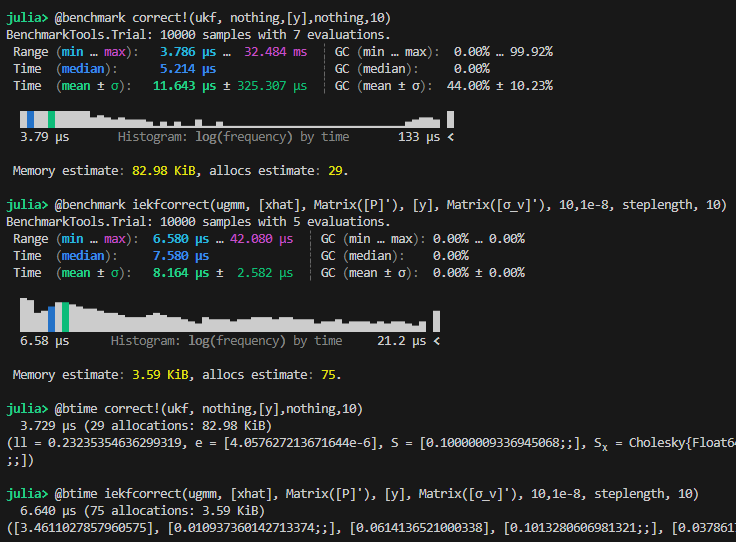 julia> @benchmark correct!(ukf, nothing,[y],nothing,10)
BenchmarkTools.Trial: 10000 samples with 7 evaluations.
Range (min … max): 3.786 μs … 32.484 ms ┊ GC (min … max): 0.00% … 99.92%
Time (median): 5.214 μs ┊ GC (median): 0.00%
Time (mean ± σ): 11.643 μs ± 325.307 μs ┊ GC (mean ± σ): 44.00% ± 10.23%
3.79 μs Histogram: log(frequency) by time 133 μs <
Memory estimate: 82.98 KiB, allocs estimate: 29.
julia> @benchmark iekfcorrect(ugmm, [xhat], Matrix([P]'), [y], Matrix([σ_v]'), 10,1e-8, steplength, 10)
BenchmarkTools.Trial: 10000 samples with 5 evaluations.
Range (min … max): 6.580 μs … 42.080 μs ┊ GC (min … max): 0.00% … 0.00%
Time (median): 7.580 μs ┊ GC (median): 0.00%
Time (mean ± σ): 8.164 μs ± 2.582 μs ┊ GC (mean ± σ): 0.00% ± 0.00%
6.58 μs Histogram: log(frequency) by time 21.2 μs <
Memory estimate: 3.59 KiB, allocs estimate: 75.
julia> @btime correct!(ukf, nothing,[y],nothing,10)
3.729 μs (29 allocations: 82.98 KiB)
(ll = 0.23235354636299319, e = [4.057627213671644e-6], S = [0.10000009336945068;;], Sᵪ = Cholesky{Float64
;;])
julia> @btime iekfcorrect(ugmm, [xhat], Matrix([P]'), [y], Matrix([σ_v]'), 10,1e-8, steplength, 10)
6.640 μs (75 allocations: 3.59 KiB)
([3.4611027857960575], [0.010937360142713374;;], [0.0614136521000338], [0.1013280606981321;;], [0.037861